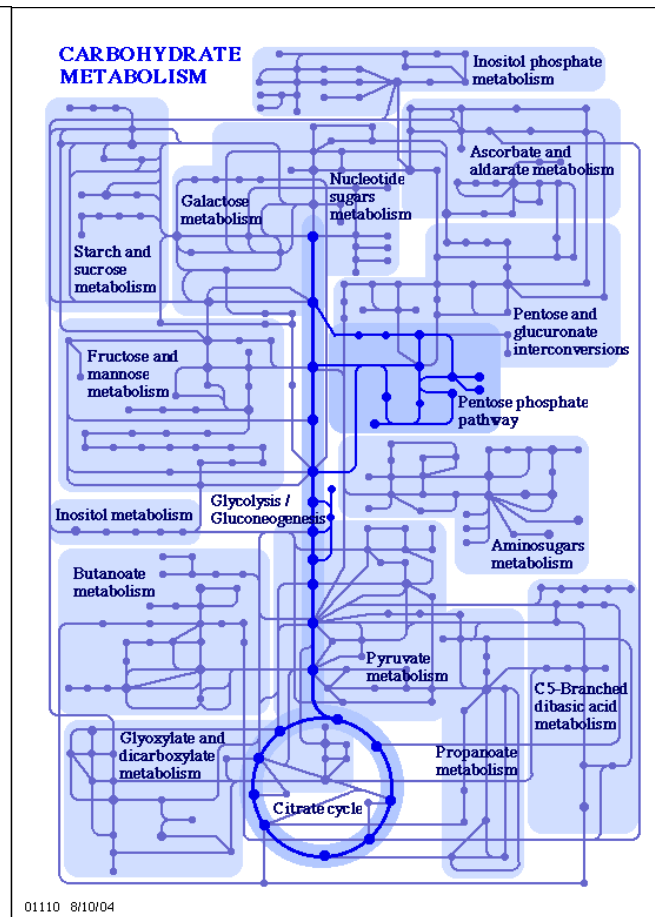 CARBOHYDRATE
METABOLISM
Inositol phosphate
metabolism
Ascorbate and
aldarate metabolism
Nucleotide
sugars
metabolism
Galactose
metabolism
Starch and
sucrose
metabolism
Pentose and
glucuronate
interconversions
Fructose and
mannose
metabolism
Pentose phosphate
pathway
Glycolysis /
Gluconeogenesis
Inositol metabolism
Aminosugars
metabolism
Butanoate
metabolism
Pyruvate
metabolism
C5-Branched
dibasic acid
metabolism
Glyoxylate and
dicarboxylate
metabolism
Propanoate
metabolism
Citrate cycle
01110 8/10/04